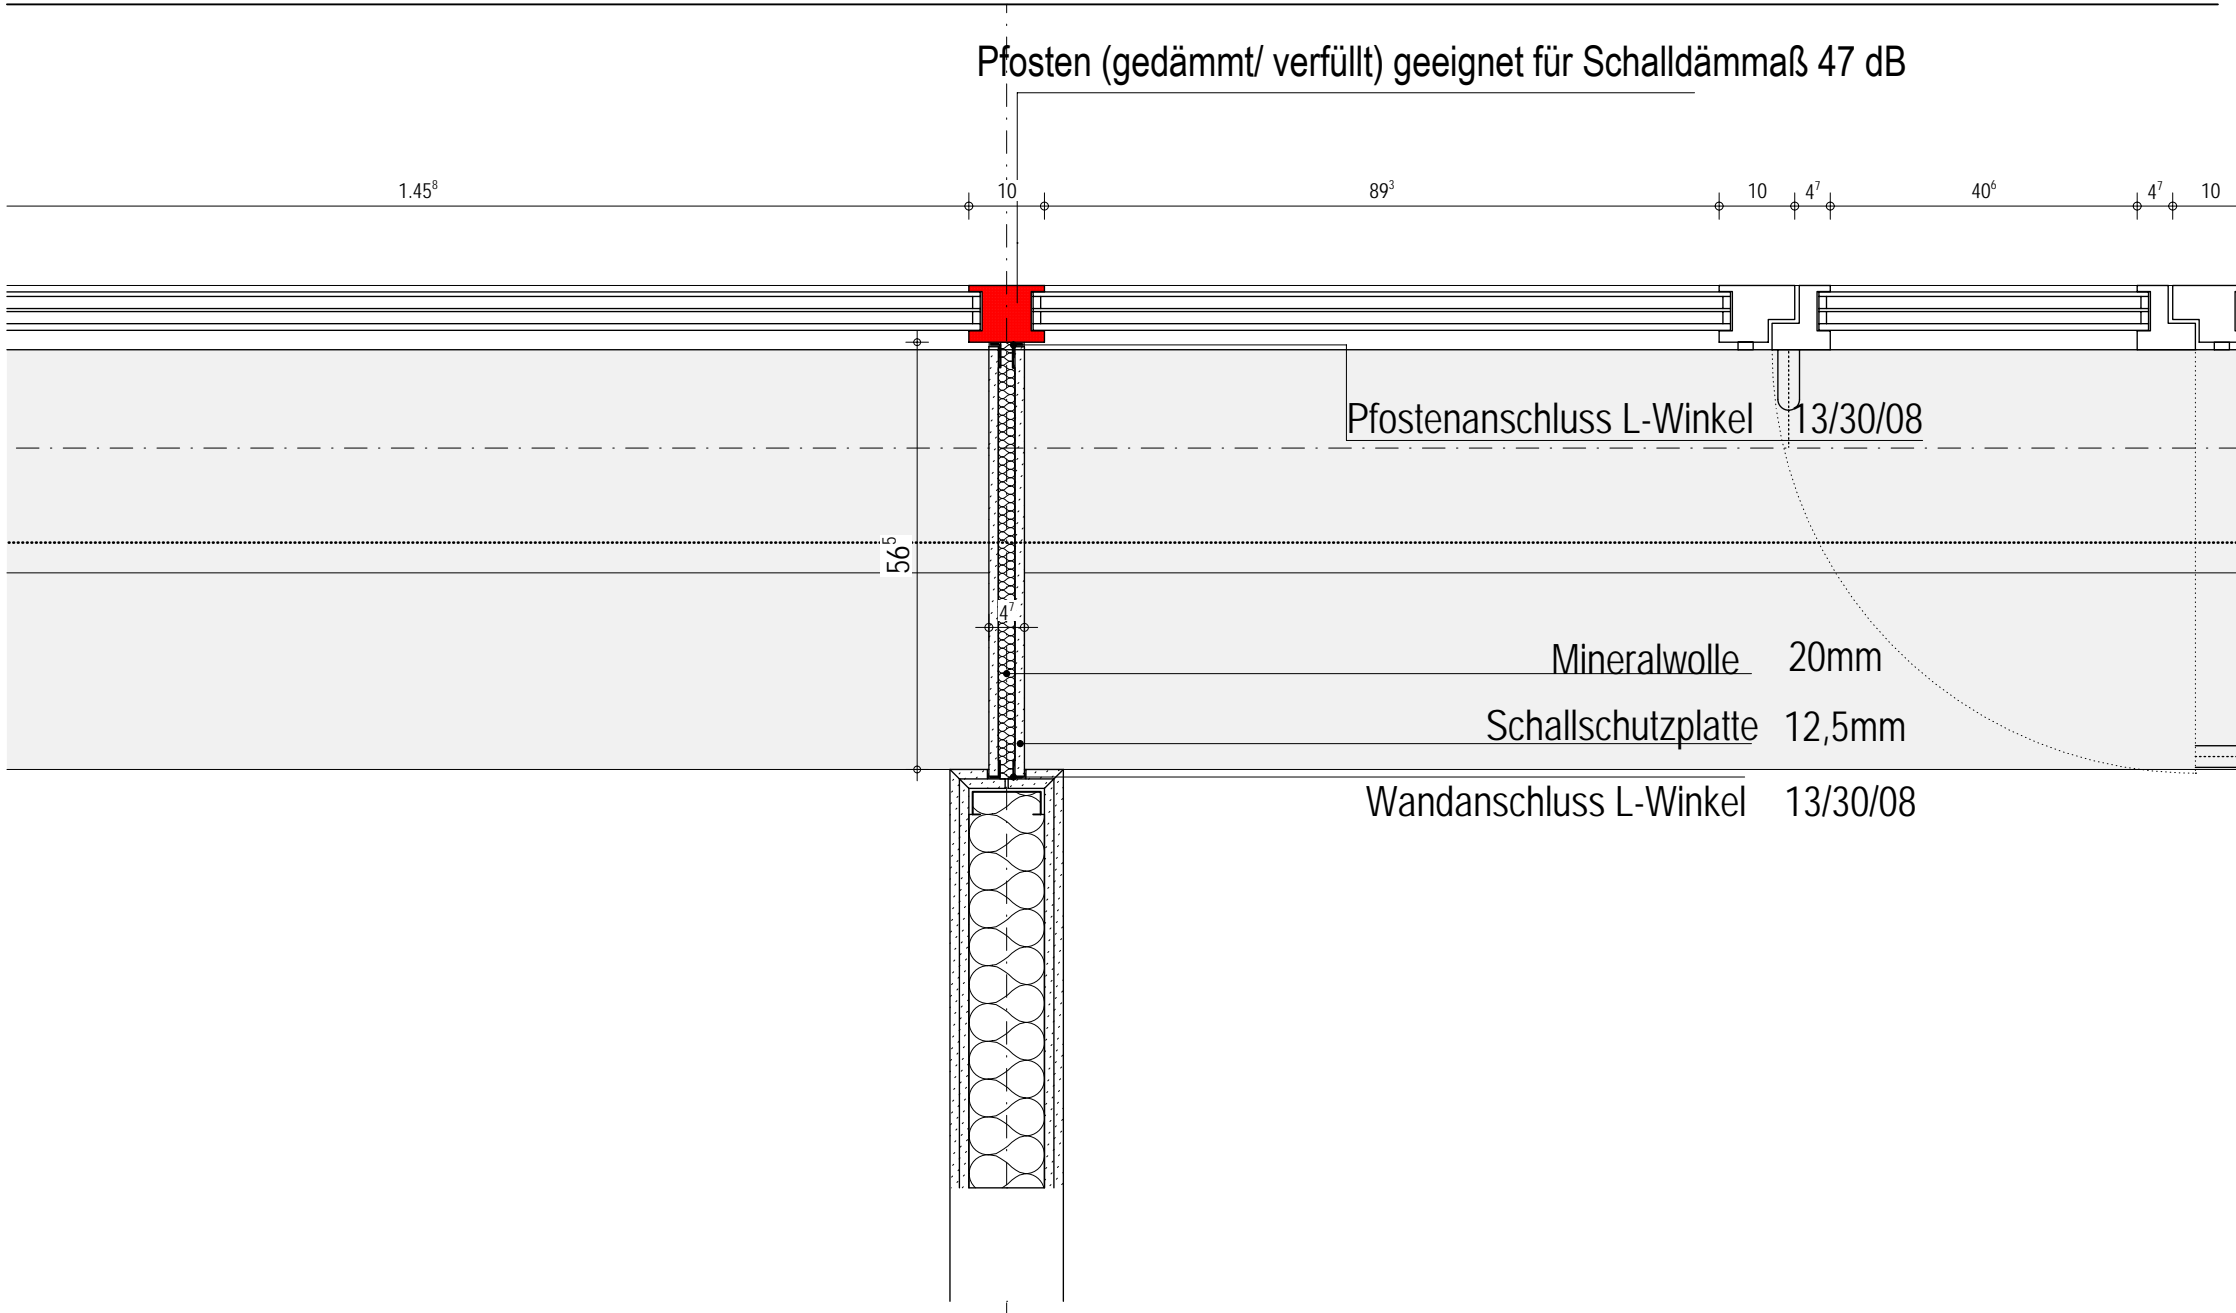 Pfosten (gedämmt/ verfüllt) geeignet für Schalldämmaß 47 dB
1.45⁸ 10 89³ 10 4⁷ 40⁶ 4⁷ 10
Pfostenanschluss L-Winkel 13/30/08
56⁵
4⁷
Mineralwolle 20mm
Schallschutzplatte 12,5mm
Wandanschluss L-Winkel 13/30/08